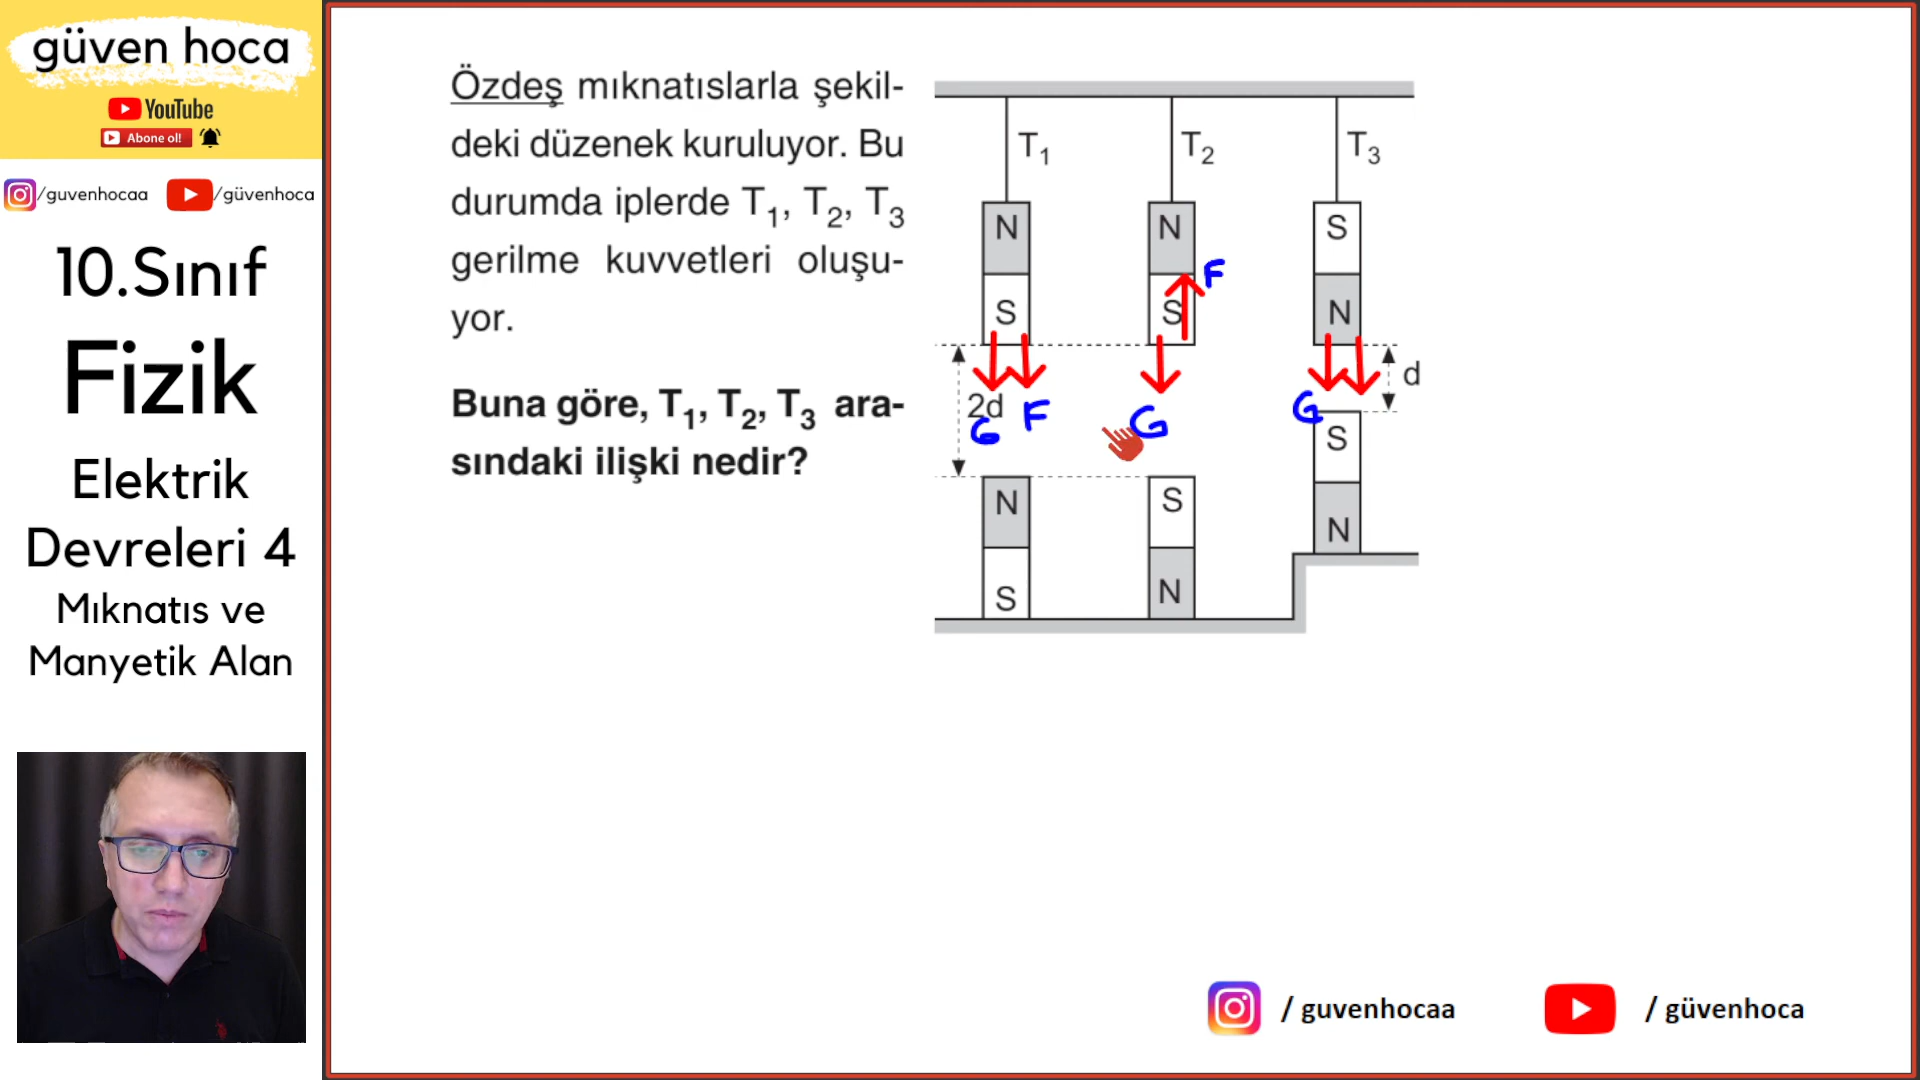 güven hoca
YouTube
Abone ol!
/guvenhocaa /güvenhoca
10.Sınıf
Fizik
Elektrik
Devreleri 4
Mıknatıs ve
Manyetik Alan
Özdeş mıknatıslarla şekil-
deki düzenek kuruluyor. Bu
durumda iplerde T1, T2, T3
gerilme kuvvetleri oluşu-
yor.
Buna göre, T1, T2, T3 ara-
sındaki ilişki nedir?
T1 T2 T3
N N S
F
S S N
d
2d F G G
G
S
N S
N
S N
/ guvenhocaa / güvenhoca